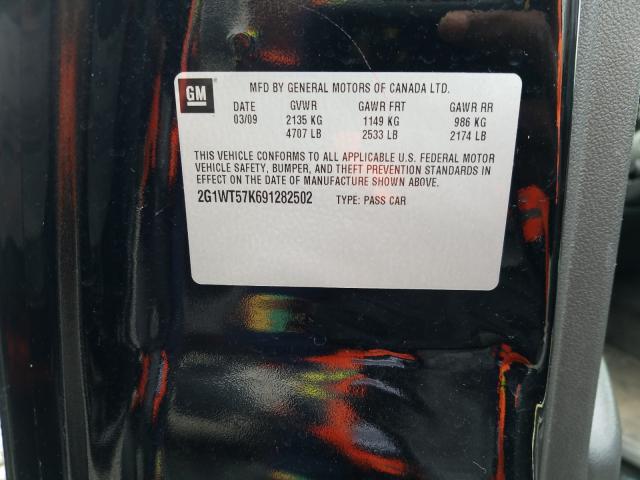 GM
MFD BY GENERAL MOTORS OF CANADA LTD.
DATE GVWR GAWR FRT GAWR RR
03/09 2135 KG 1149 KG 986 KG
4707 LB 2533 LB 2174 LB
THIS VEHICLE CONFORMS TO ALL APPLICABLE U.S. FEDERAL MOTOR
VEHICLE SAFETY, BUMPER, AND THEFT PREVENTION STANDARDS IN
EFFECT ON THE DATE OF MANUFACTURE SHOWN ABOVE.
2G1WT57K691282502 TYPE: PASS CAR